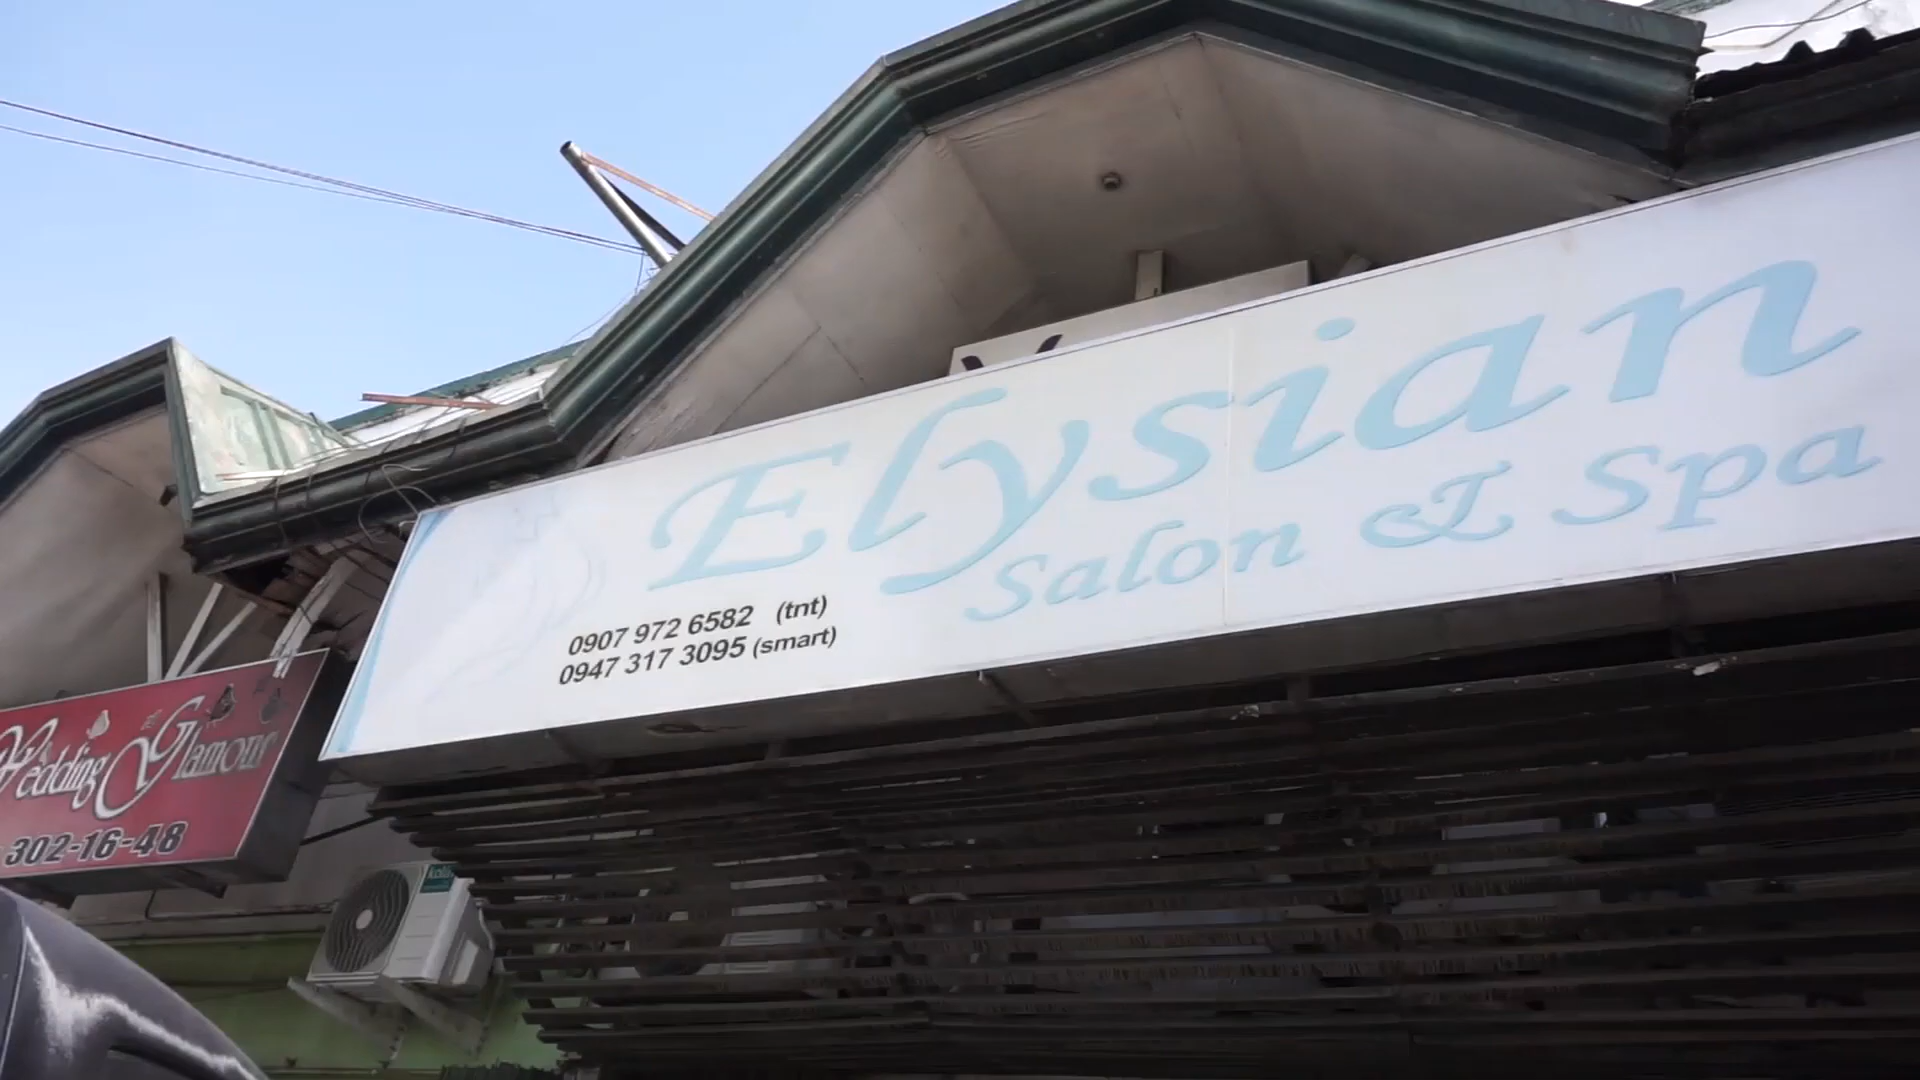 Elysian
Salon & Spa
0907 972 6582 (tnt)
0947 317 3095 (smart)
Wedding Glamour
302-16-48